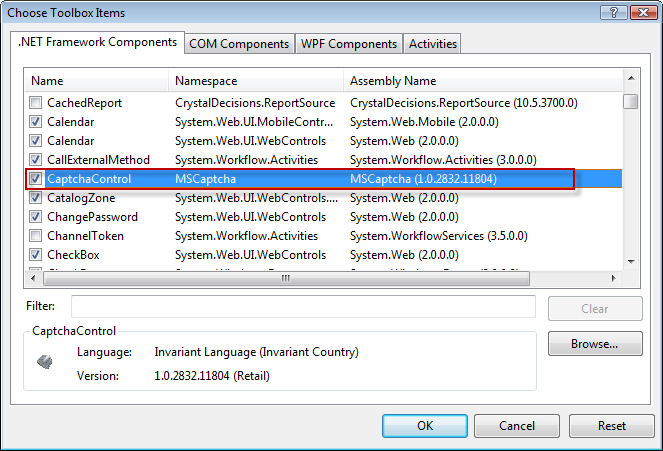 Choose Toolbox Items
.NET Framework Components COM Components WPF Components Activities
Name Namespace Assembly Name
CachedReport CrystalDecisions.ReportSource CrystalDecisions.ReportSource (10.5.3700.0)
Calendar System.Web.UI.MobileContr... System.Web.Mobile (2.0.0.0)
Calendar System.Web.UI.WebControls System.Web (2.0.0.0)
CallExternalMethod System.Workflow.Activities System.Workflow.Activities (3.0.0.0)
CaptchaControl MSCaptcha MSCaptcha (1.0.2832.11804)
CatalogZone System.Web.UI.WebControls.... System.Web (2.0.0.0)
ChangePassword System.Web.UI.WebControls System.Web (2.0.0.0)
ChannelToken System.Workflow.Activities System.WorkflowServices (3.5.0.0)
CheckBox System.Web.UI.WebControls System.Web (2.0.0.0)
Filter:
Clear
CaptchaControl
Language: Invariant Language (Invariant Country)
Version: 1.0.2832.11804 (Retail)
Browse...
OK Cancel Reset